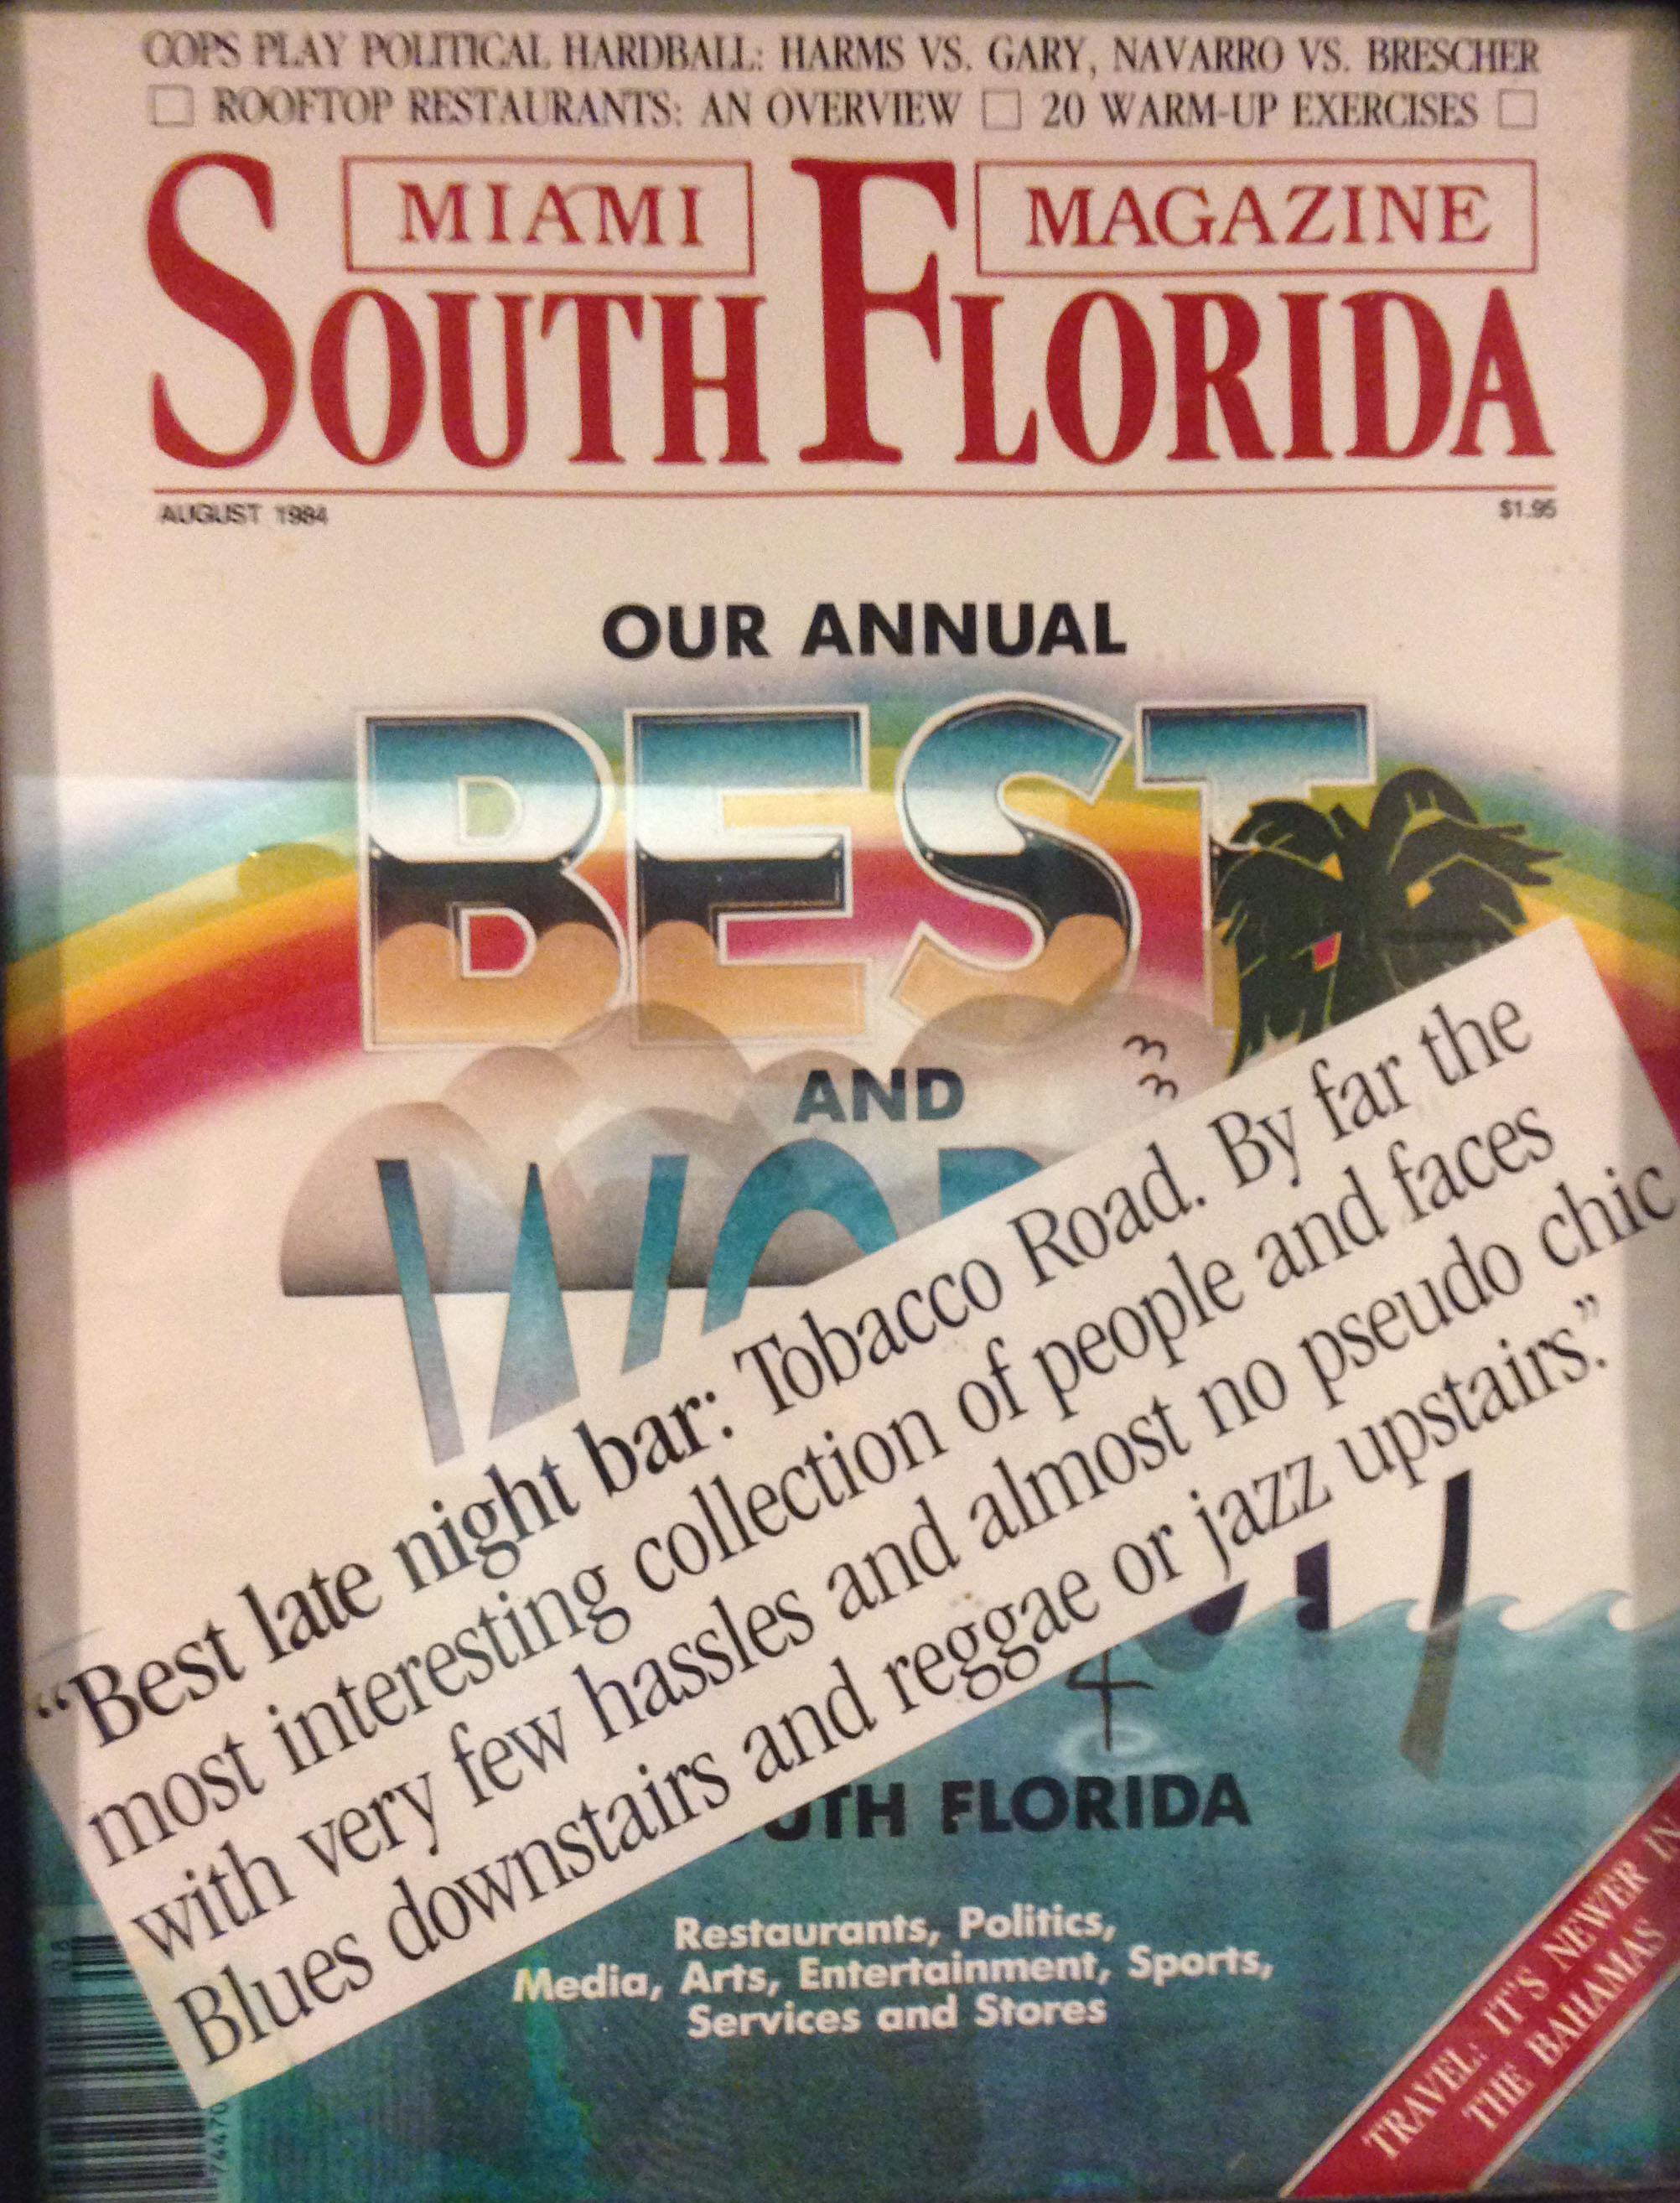 COPS PLAY POLITICAL HARDBALL: HARMS VS. GARY, NAVARRO VS. BRESCHER
□ ROOFTOP RESTAURANTS: AN OVERVIEW □ 20 WARM-UP EXERCISES □
MIAMI MAGAZINE
SOUTH FLORIDA
AUGUST 1984 $1.95
OUR ANNUAL
BEST
AND
“Best late night bar: Tobacco Road. By far the
most interesting collection of people and faces
with very few hassles and almost no pseudo chic
Blues downstairs and reggae or jazz upstairs.”
UTH FLORIDA
Restaurants, Politics,
Media, Arts, Entertainment, Sports,
Services and Stores
TRAVEL: IT'S NEWER IN
THE BAHAMAS